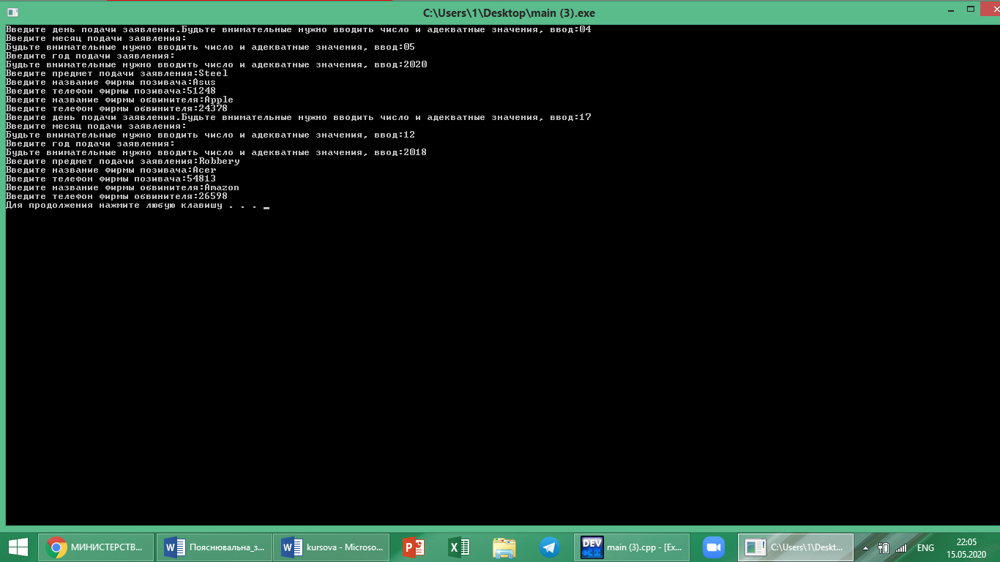 C:\Users\1\Desktop\main (3).exe
Введите день подачи заявления.Будьте внимательные нужно вводить число и адекватные значения, ввод:04
Введите месяц подачи заявления:
Будьте внимательные нужно вводить число и адекватные значения, ввод:05
Введите год подачи заявления:
Будьте внимательные нужно вводить число и адекватные значения, ввод:2020
Введите предмет подачи заявления:Steel
Введите название фирмы позивача:Asus
Введите телефон фирмы позивача:51248
Введите название фирмы обвинителя:Apple
Введите телефон фирмы обвинителя:24378
Введите день подачи заявления.Будьте внимательные нужно вводить число и адекватные значения, ввод:17
Введите месяц подачи заявления:
Будьте внимательные нужно вводить число и адекватные значения, ввод:12
Введите год подачи заявления:
Будьте внимательные нужно вводить число и адекватные значения, ввод:2018
Введите предмет подачи заявления:Robbery
Введите название фирмы позивача:Acer
Введите телефон фирмы позивача:54813
Введите название фирмы обвинителя:Amazon
Введите телефон фирмы обвинителя:26598
Для продолжения нажмите любую клавишу . . .
МИНИСТЕРСТВ... Пояснювальна_з... kursova - Microso... DEV C++ main (3).cpp - [Ex... C:\Users\1\Deskt... ENG 22:05
15.05.2020